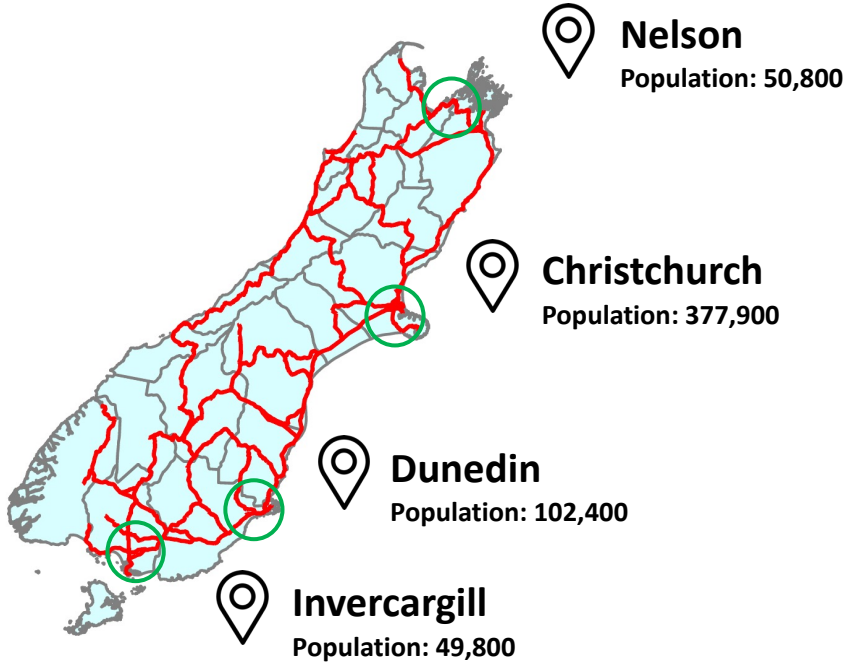 Nelson
Population: 50,800
Christchurch
Population: 377,900
Dunedin
Population: 102,400
Invercargill
Population: 49,800